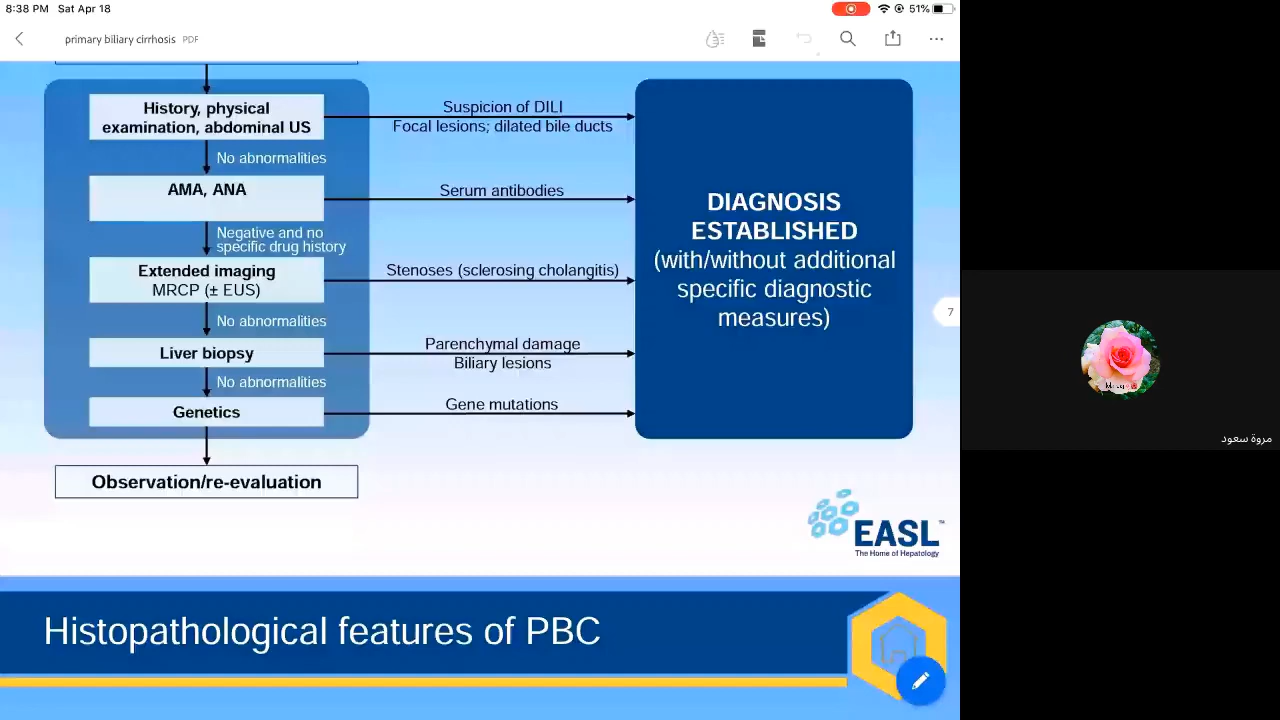 8:38 PM Sat Apr 18
51%
primary biliary cirrhosis PDF
History, physical
examination, abdominal US
Suspicion of DILI
Focal lesions; dilated bile ducts
No abnormalities
AMA, ANA
Serum antibodies
Negative and no
specific drug history
Extended imaging
MRCP (± EUS)
Stenoses (sclerosing cholangitis)
No abnormalities
Liver biopsy
Parenchymal damage
Biliary lesions
No abnormalities
Genetics
Gene mutations
Observation/re-evaluation
DIAGNOSIS
ESTABLISHED
(with/without additional
specific diagnostic
measures)
7
EASL™
The Home of Hepatology
Histopathological features of PBC
مروة سعود